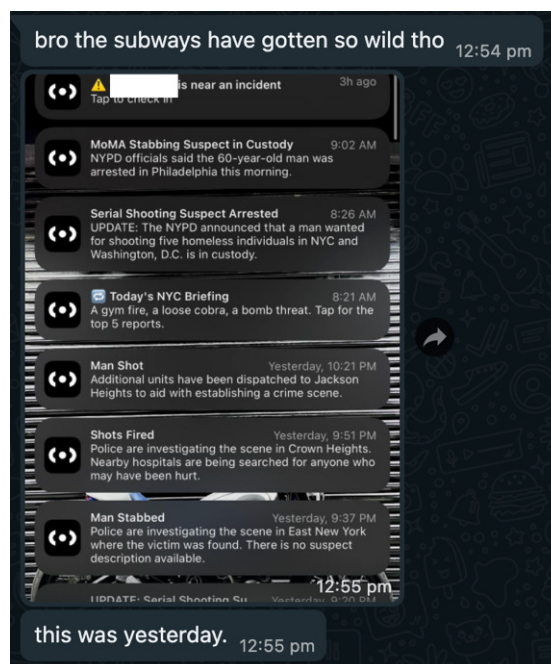 bro the subways have gotten so wild tho 12:54 pm
is near an incident 3h ago
Tap to check in
MoMA Stabbing Suspect in Custody 9:02 AM
NYPD officials said the 60-year-old man was
arrested in Philadelphia this morning.
Serial Shooting Suspect Arrested 8:26 AM
UPDATE: The NYPD announced that a man wanted
for shooting five homeless individuals in NYC and
Washington, D.C. is in custody.
Today's NYC Briefing 8:21 AM
A gym fire, a loose cobra, a bomb threat. Tap for the
top 5 reports.
Man Shot Yesterday, 10:21 PM
Additional units have been dispatched to Jackson
Heights to aid with establishing a crime scene.
Shots Fired Yesterday, 9:51 PM
Police are investigating the scene in Crown Heights.
Nearby hospitals are being searched for anyone who
may have been hurt.
Man Stabbed Yesterday, 9:37 PM
Police are investigating the scene in East New York
where the victim was found. There is no suspect
description available.
12:55 pm
UPDATE: Serial Shooting Su Yesterday, 9:20 PM
this was yesterday. 12:55 pm